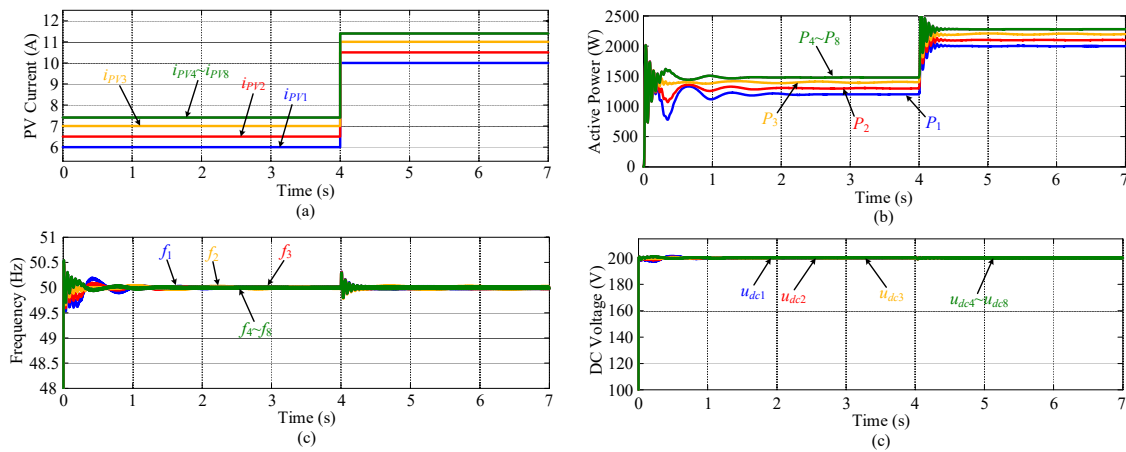 12
11
10
9
8
7
6
PV Current (A)
iPV3
iPV4~iPV8
iPV2
iPV1
0 1 2 3 4 5 6 7
Time (s)
(a)
2500
2000
1500
1000
500
0
Active Power (W)
P4~P8
P3
P2
P1
0 1 2 3 4 5 6 7
Time (s)
(b)
51
50.5
50
49.5
49
48.5
48
Frequency (Hz)
f1
f2
f3
f4~f8
0 1 2 3 4 5 6 7
Time (s)
(c)
200
180
160
140
120
100
DC Voltage (V)
udc1
udc2
udc3
udc4~udc8
0 1 2 3 4 5 6 7
Time (s)
(c)